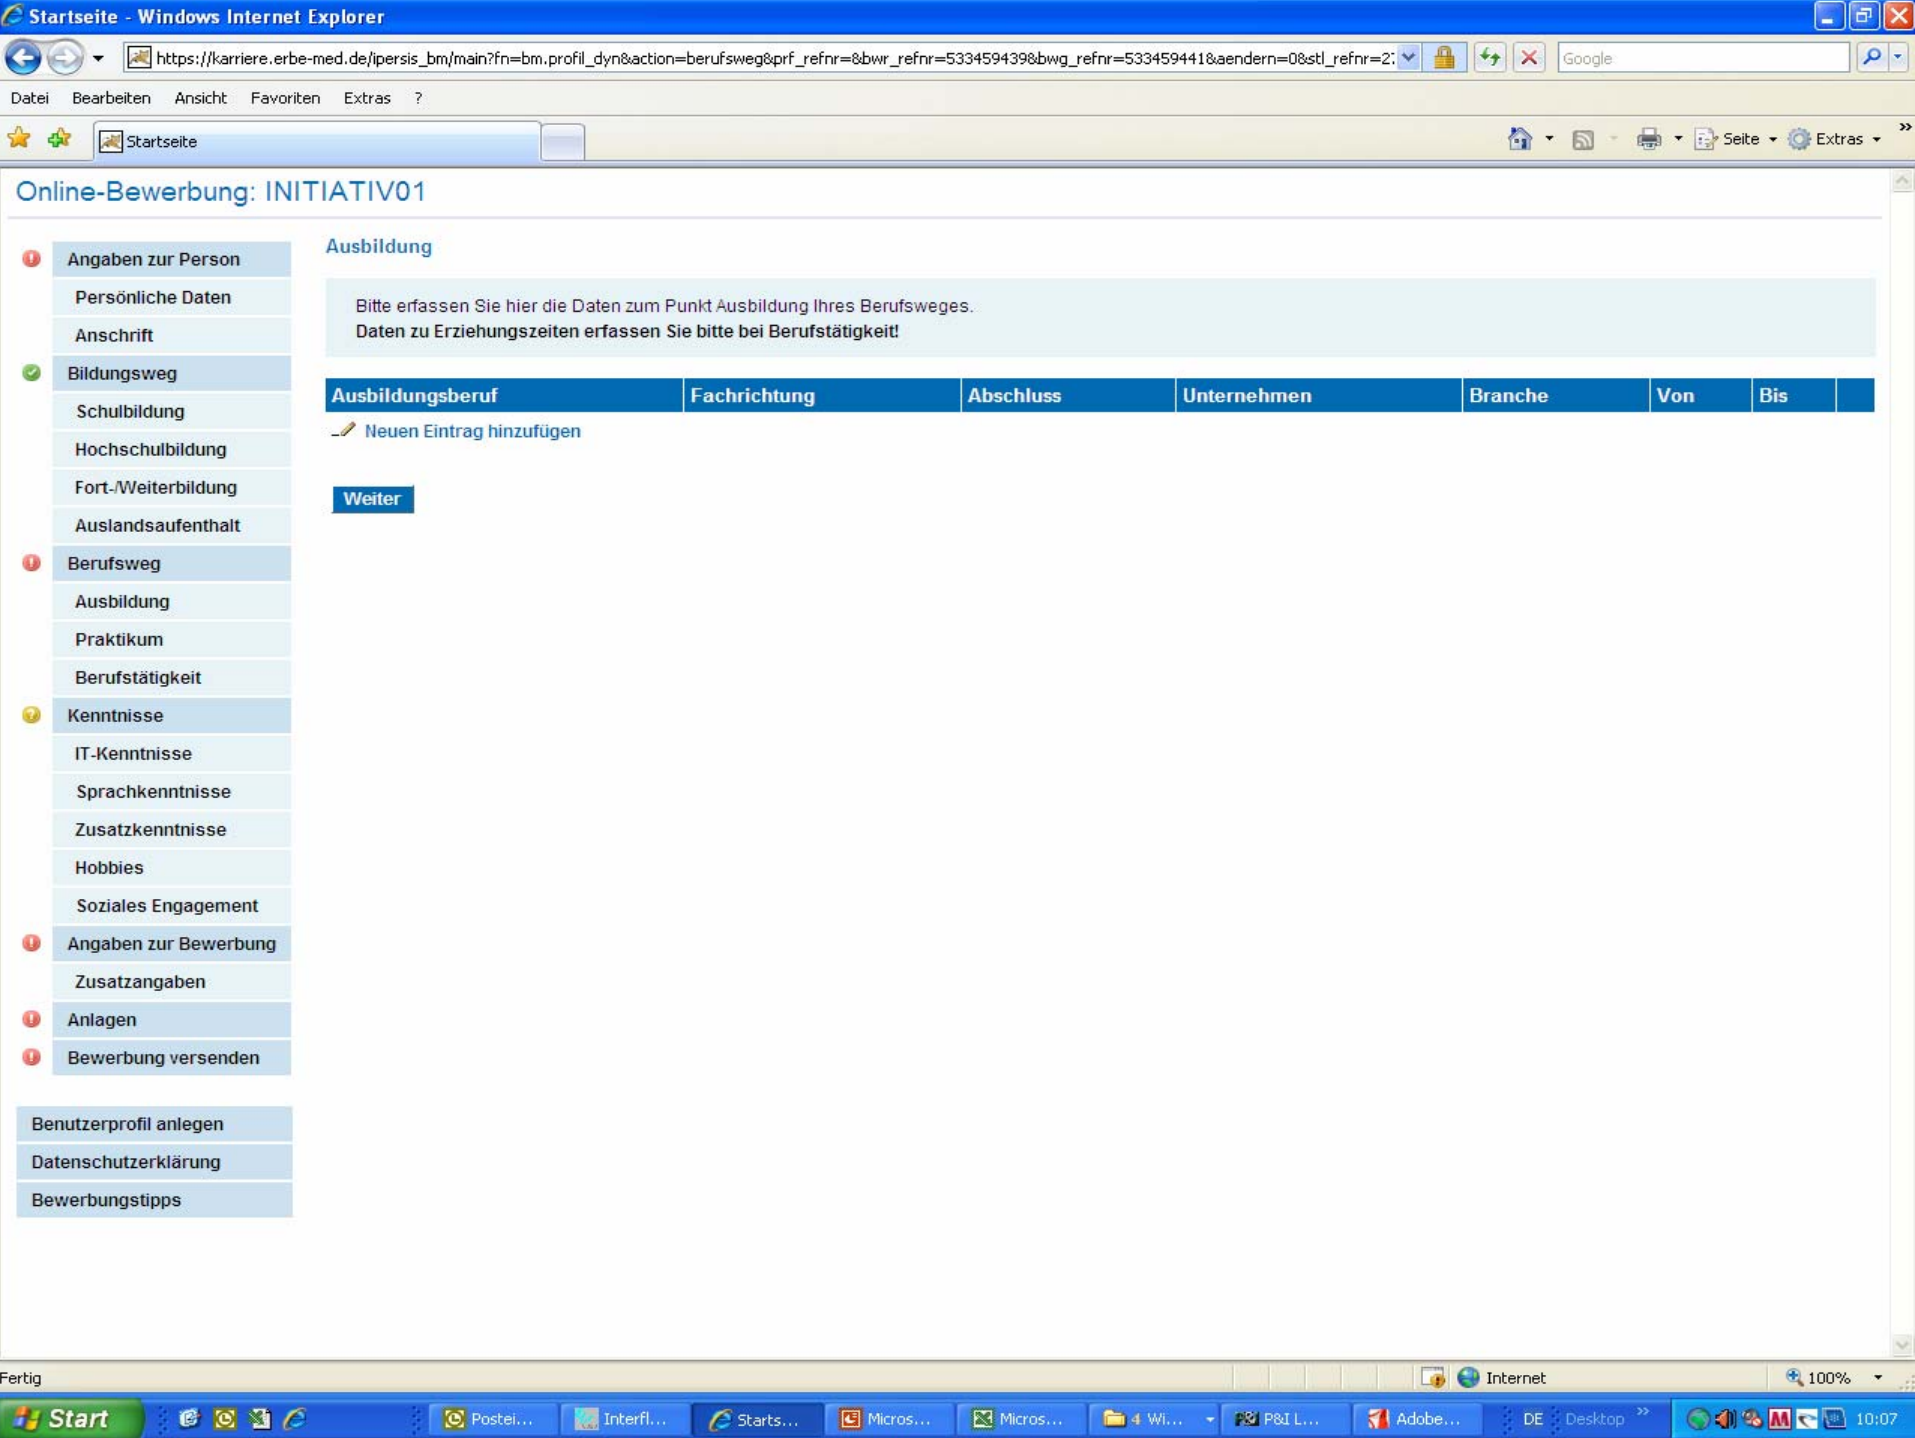 Startseite - Windows Internet Explorer
https://karriere.erbe-med.de/ipersis_bm/main?fn=bm.profil_dyn&action=berufsweg&prf_refnr=&bwr_refnr=533459439&bwg_refnr=533459441&aendern=0&stl_refnr=2
Google
Datei Bearbeiten Ansicht Favoriten Extras ?
Startseite
Seite Extras »
Online-Bewerbung: INITIATIV01
Angaben zur Person
Persönliche Daten
Anschrift
Bildungsweg
Schulbildung
Hochschulbildung
Fort-/Weiterbildung
Auslandsaufenthalt
Berufsweg
Ausbildung
Praktikum
Berufstätigkeit
Kenntnisse
IT-Kenntnisse
Sprachkenntnisse
Zusatzkenntnisse
Hobbies
Soziales Engagement
Angaben zur Bewerbung
Zusatzangaben
Anlagen
Bewerbung versenden
Benutzerprofil anlegen
Datenschutzerklärung
Bewerbungstipps
Ausbildung
Bitte erfassen Sie hier die Daten zum Punkt Ausbildung Ihres Berufsweges.
Daten zu Erziehungszeiten erfassen Sie bitte bei Berufstätigkeit!
Ausbildungsberuf Fachrichtung Abschluss Unternehmen Branche Von Bis
Neuen Eintrag hinzufügen
Weiter
Fertig Internet 100%
Start Postei... Interfl... Starts... Micros... Micros... 4 Wi... P&I L... Adobe... DE Desktop » 10:07